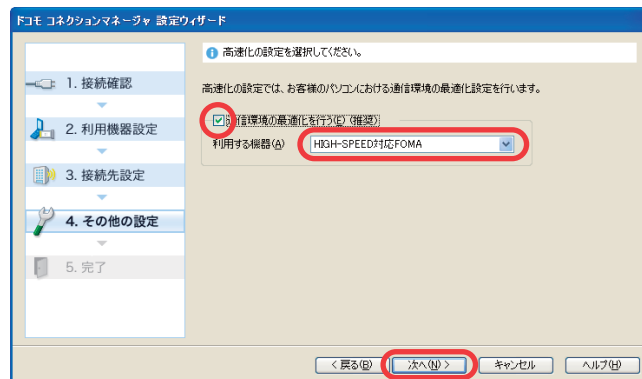 ドコモ コネクションマネージャ 設定ウィザード
高速化の設定を選択してください。
1. 接続確認
2. 利用機器設定
3. 接続先設定
4. その他の設定
5. 完了
高速化の設定では、お客様のパソコンにおける通信環境の最適化設定を行います。
通信環境の最適化を行う(E) (推奨)
利用する機器(A) HIGH-SPEED対応FOMA
< 戻る(B) 次へ(N) > キャンセル ヘルプ(H)